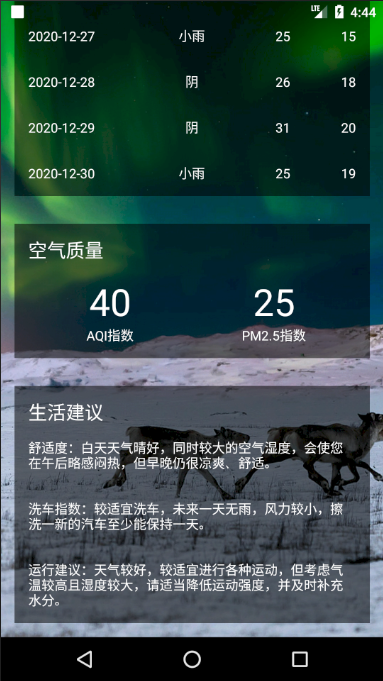 LTE 4:44
2020-12-27 小雨 25 15
2020-12-28 阴 26 18
2020-12-29 阴 31 20
2020-12-30 小雨 25 19
空气质量
40 25
AQI指数 PM2.5指数
生活建议
舒适度：白天天气晴好，同时较大的空气湿度，会使您
在午后略感闷热，但早晚仍很凉爽、舒适。
洗车指数：较适宜洗车，未来一天无雨，风力较小，擦
洗一新的汽车至少能保持一天。
运行建议：天气较好，较适宜进行各种运动，但考虑气
温较高且湿度较大，请适当降低运动强度，并及时补充
水分。